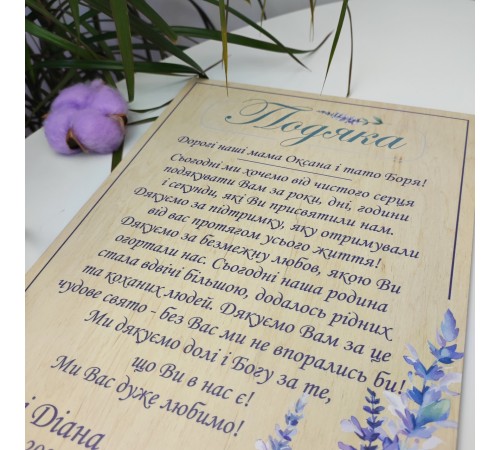 Подяка
Дорогі наші мама Оксана і тато Боря!
Сьогодні ми хочемо від чистого серця
подякувати Вам за роки, дні, години
і секунди, які Ви присвятили нам.
Дякуємо за підтримку, яку отримували
від вас протягом усього життя!
Дякуємо за безмежну любов, якою Ви
огортали нас. Сьогодні наша родина
стала вдвічі більшою, додалось рідних
та коханих людей. Дякуємо Вам за це
чудове свято - без Вас ми не впорались би!
Ми дякуємо долі і Богу за те,
що Ви в нас є!
Ми Вас дуже любимо!
і Діана